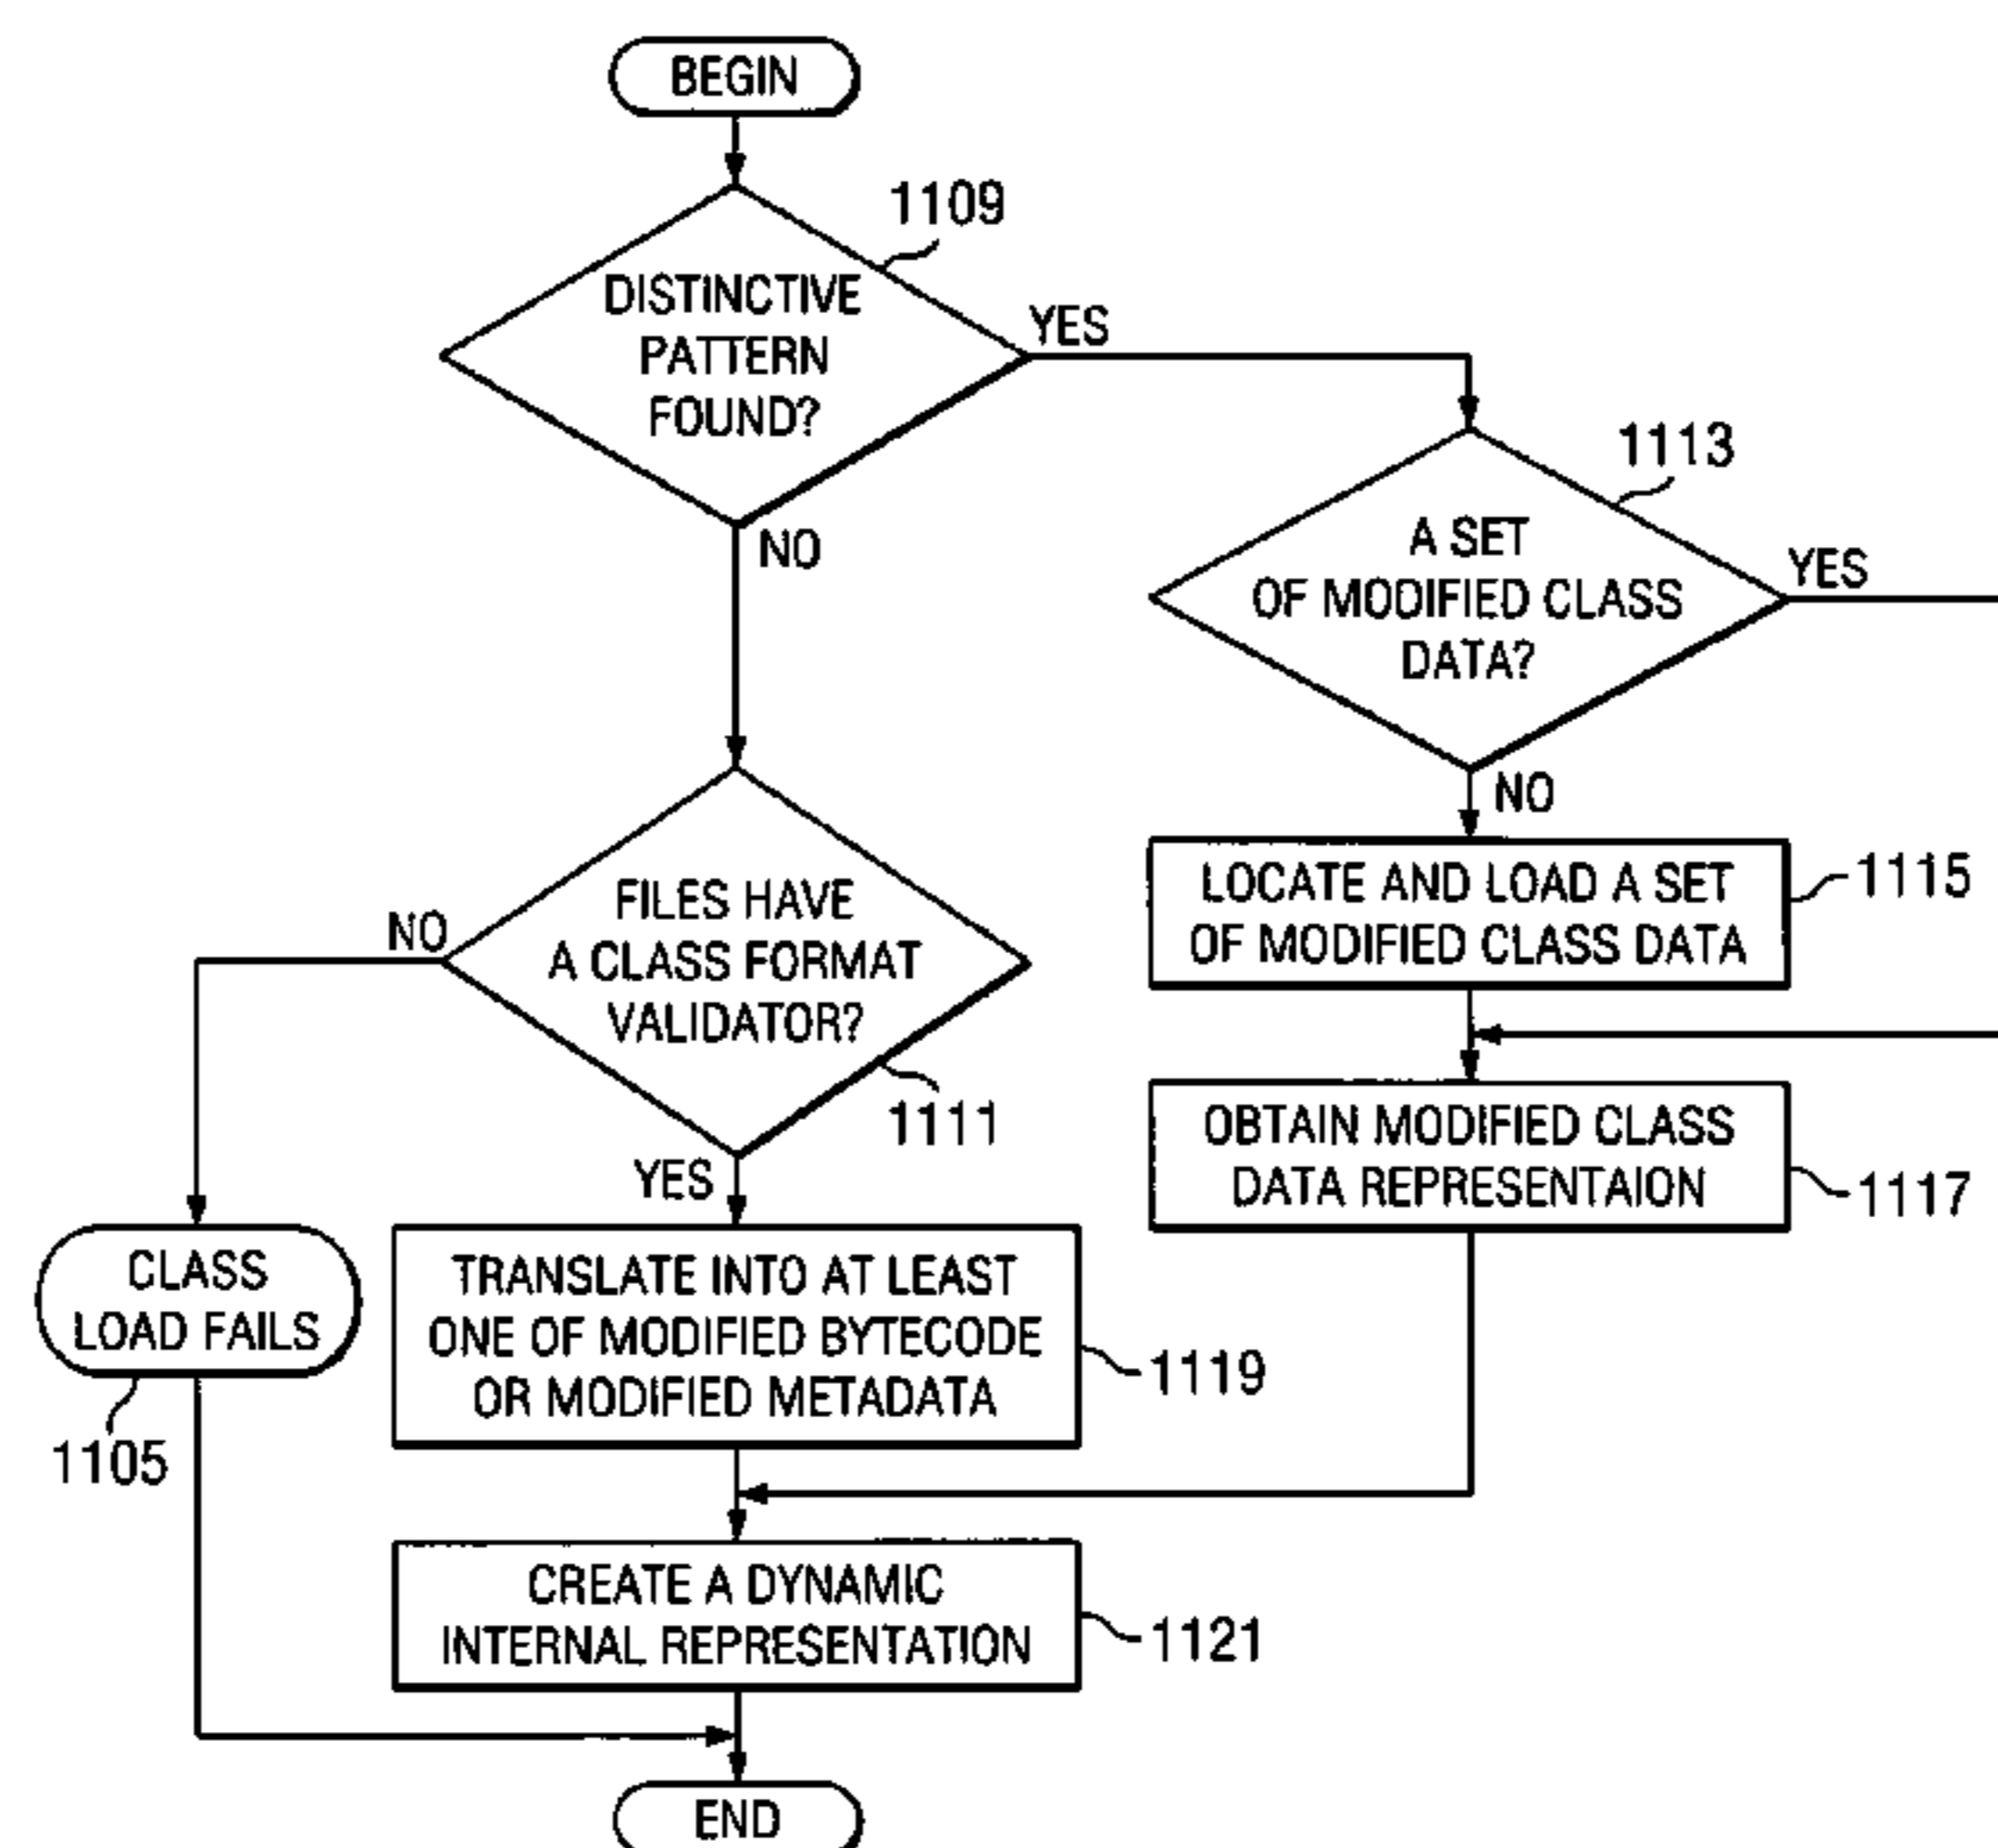 BEGIN
1109
DISTINCTIVE
PATTERN
FOUND?
YES
NO
1113
A SET
OF MODIFIED CLASS
DATA?
YES
NO
LOCATE AND LOAD A SET
OF MODIFIED CLASS DATA
1115
OBTAIN MODIFIED CLASS
DATA REPRESENTAION
1117
FILES HAVE
A CLASS FORMAT
VALIDATOR?
1111
NO
YES
CLASS
LOAD FAILS
1105
TRANSLATE INTO AT LEAST
ONE OF MODIFIED BYTECODE
OR MODIFIED METADATA
1119
CREATE A DYNAMIC
INTERNAL REPRESENTATION
1121
END